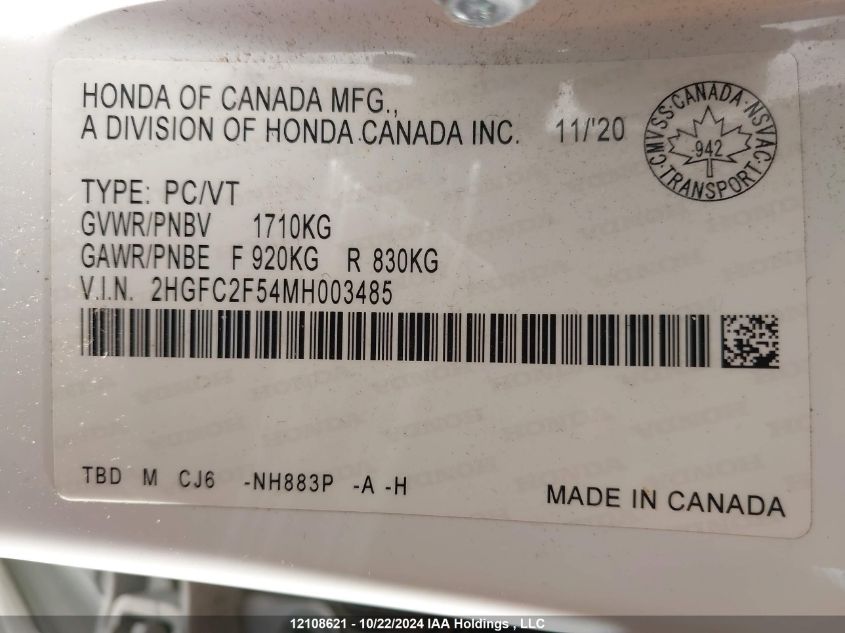 HONDA OF CANADA MFG.,
A DIVISION OF HONDA CANADA INC. 11/'20
CMVSS · CANADA · NSVAC · TRANSPORT ·
942
TYPE: PC/VT
GVWR/PNBV 1710KG
GAWR/PNBE F 920KG R 830KG
V.I.N. 2HGFC2F54MH003485
TBD M CJ6 -NH883P -A -H
MADE IN CANADA
12108621 - 10/22/2024 IAA Holdings , LLC